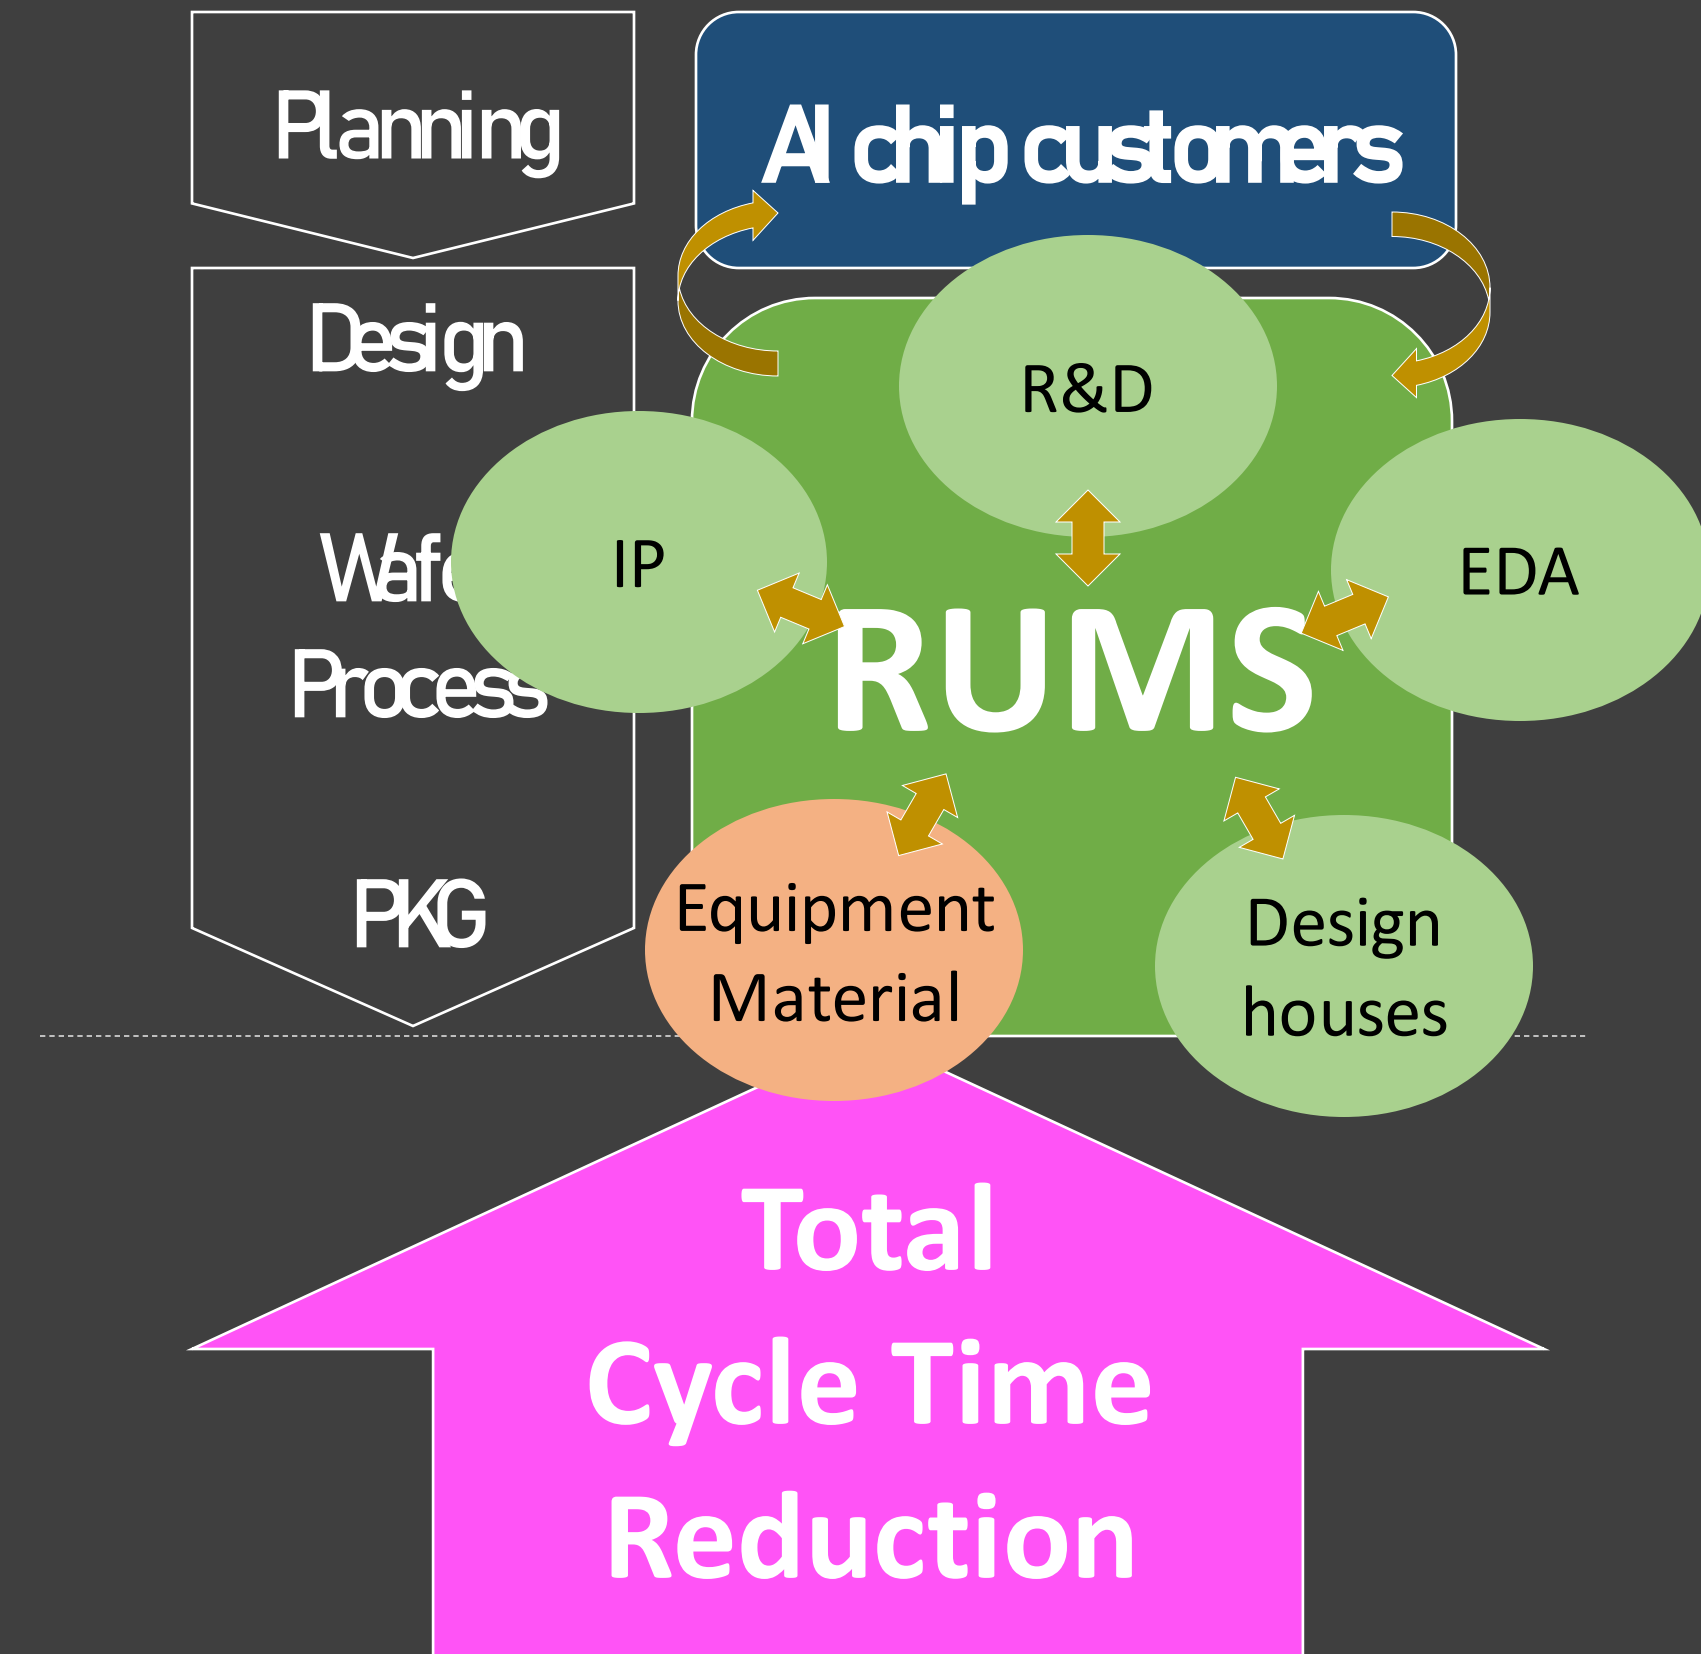 Planning
AI chip customers
Design
R&D
IP
EDA
Process
RUMS
PKG
Equipment
Material
Design
houses
Total
Cycle Time
Reduction